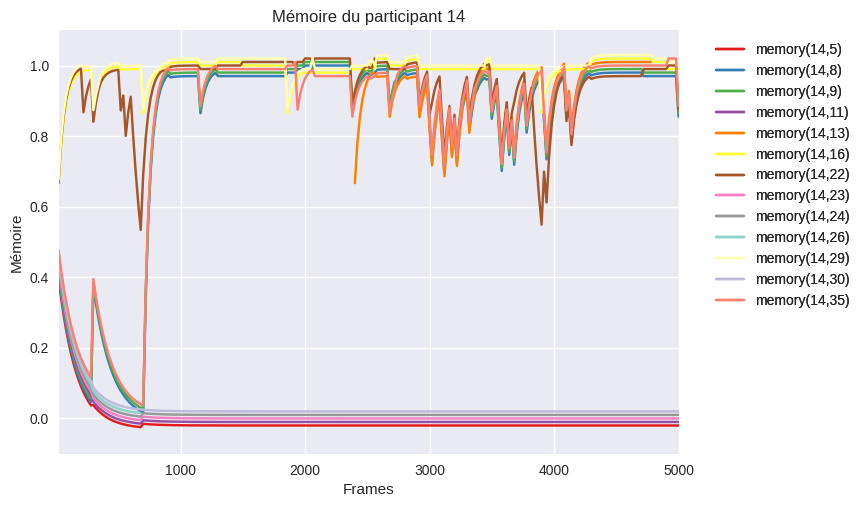 Mémoire du participant 14
1.0
0.8
0.6
0.4
0.2
0.0
Mémoire
1000
2000
3000
4000
5000
Frames
memory(14,5)
memory(14,8)
memory(14,9)
memory(14,11)
memory(14,13)
memory(14,16)
memory(14,22)
memory(14,23)
memory(14,24)
memory(14,26)
memory(14,29)
memory(14,30)
memory(14,35)